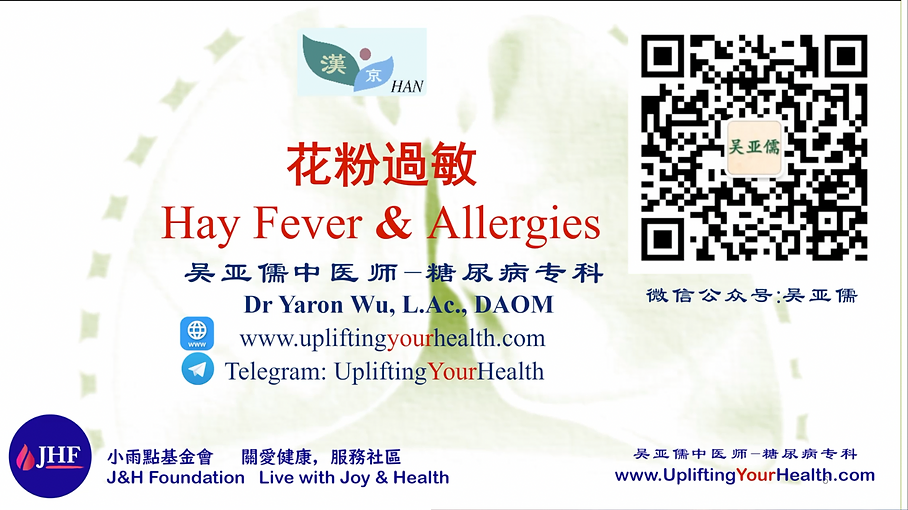 漢
京
HAN
花粉過敏
Hay Fever & Allergies
吴亚儒中医师-糖尿病专科
Dr Yaron Wu, L.Ac., DAOM
www
www.upliftingyourhealth.com
Telegram: UpliftingYourHealth
吴亚儒
微信公众号:吴亚儒
JHF
小雨點基金會 關愛健康，服務社區
J&H Foundation Live with Joy & Health
吴亚儒中医师-糖尿病专科
www.UpliftingYourHealth.com